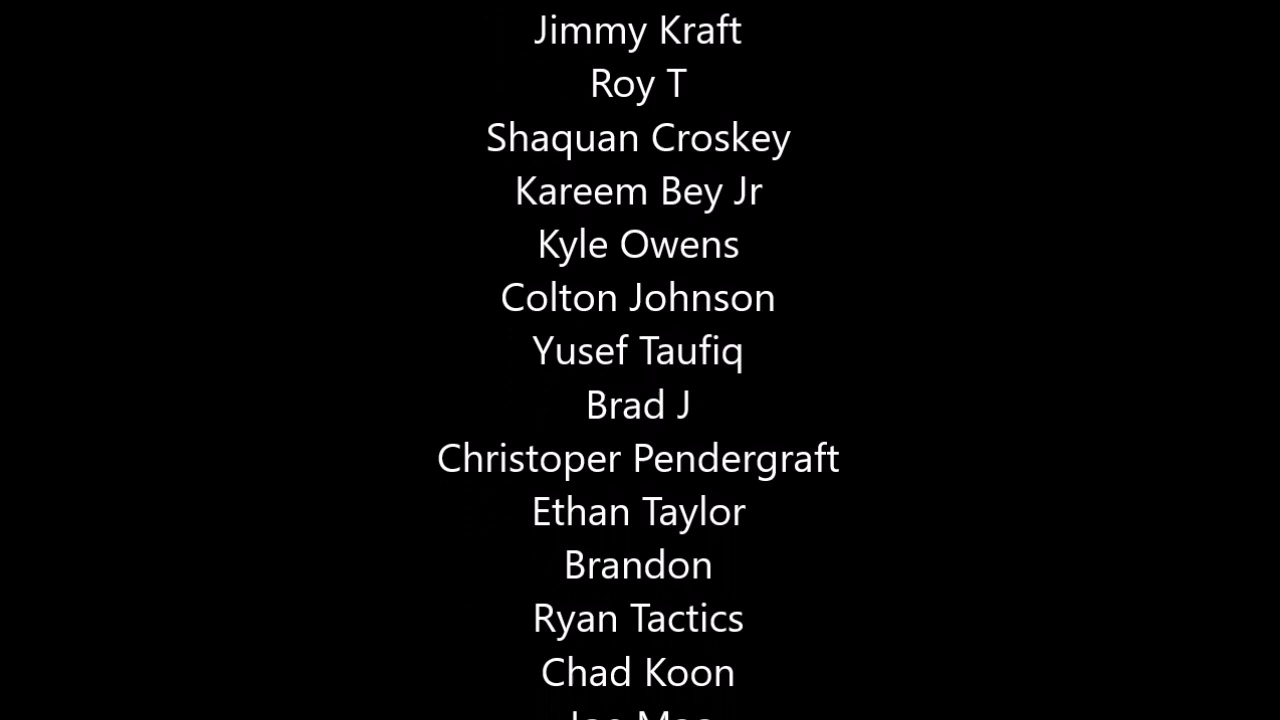 Jimmy Kraft
Roy T
Shaquan Croskey
Kareem Bey Jr
Kyle Owens
Colton Johnson
Yusef Taufiq
Brad J
Christoper Pendergraft
Ethan Taylor
Brandon
Ryan Tactics
Chad Koon